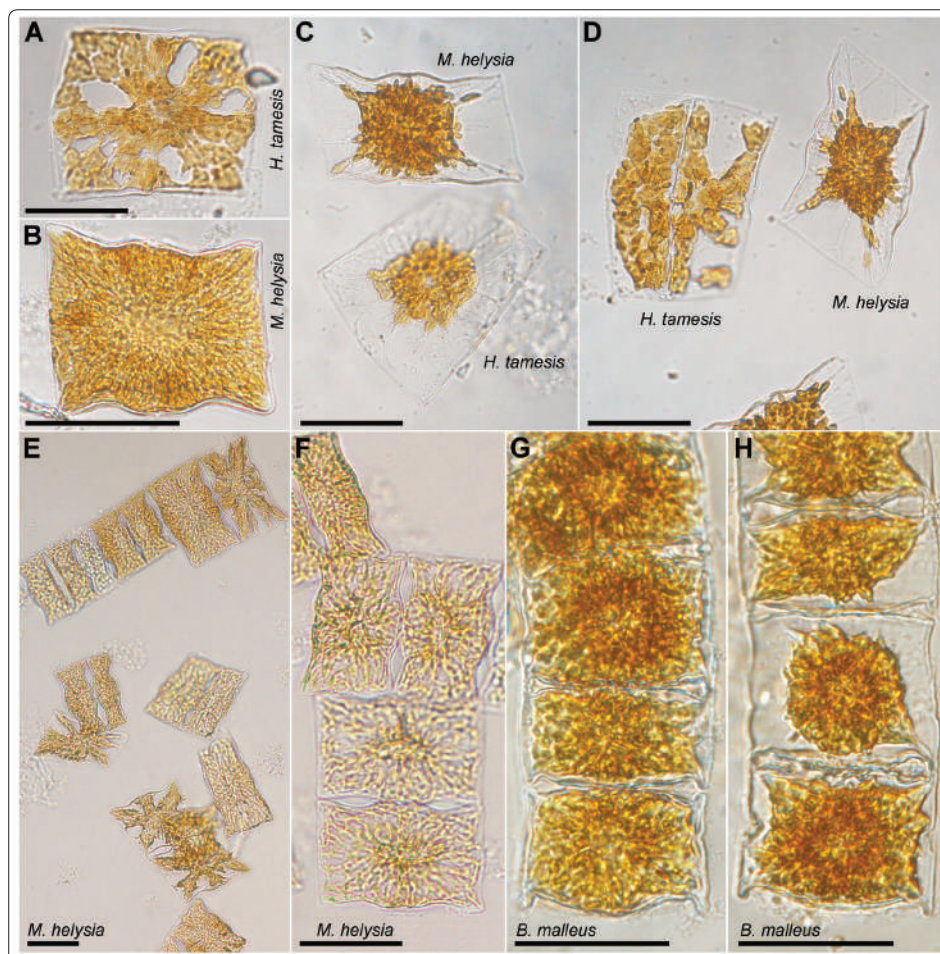 A
H. tamesis
B
M. helysia
C
M. helysia
H. tamesis
D
H. tamesis
M. helysia
E
M. helysia
F
M. helysia
G
B. malleus
H
B. malleus